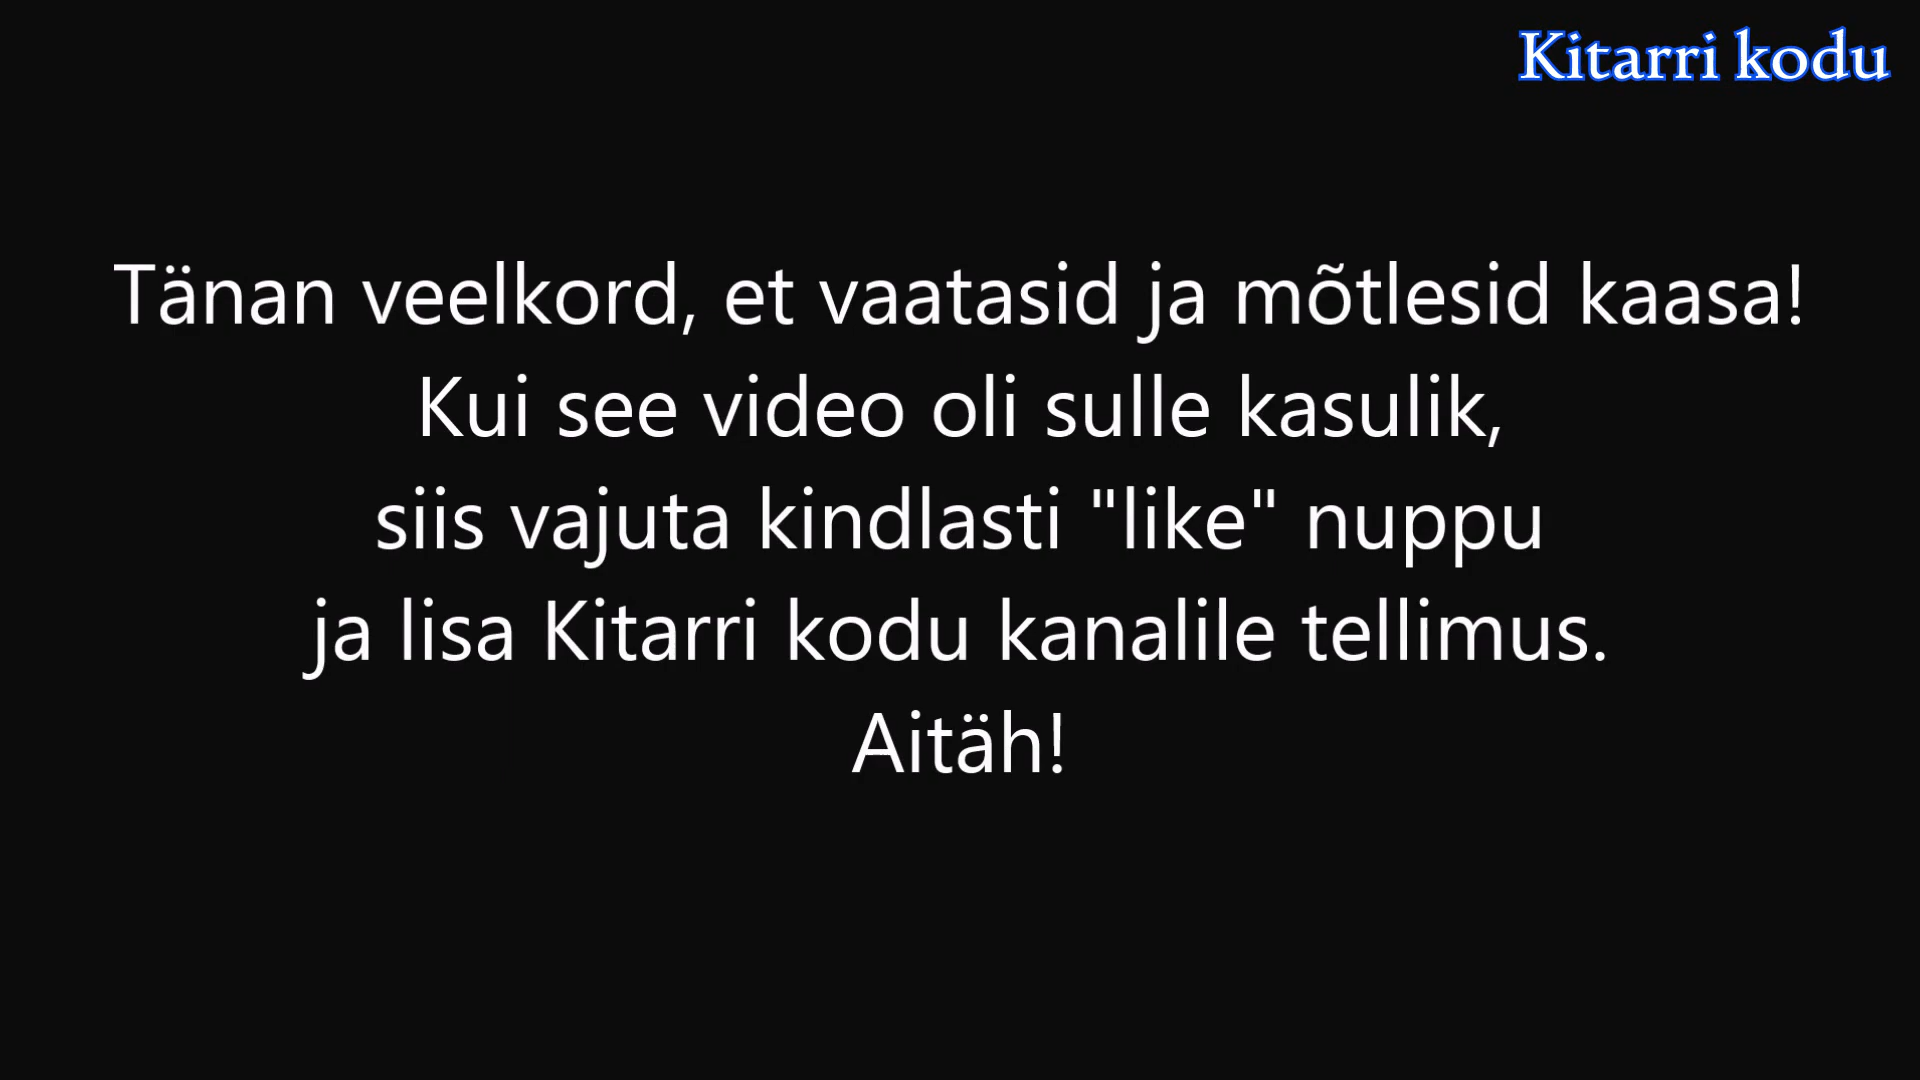 Kitarri kodu
Tänan veelkord, et vaatasid ja mõtlesid kaasa!
Kui see video oli sulle kasulik,
siis vajuta kindlasti "like" nuppu
ja lisa Kitarri kodu kanalile tellimus.
Aitäh!